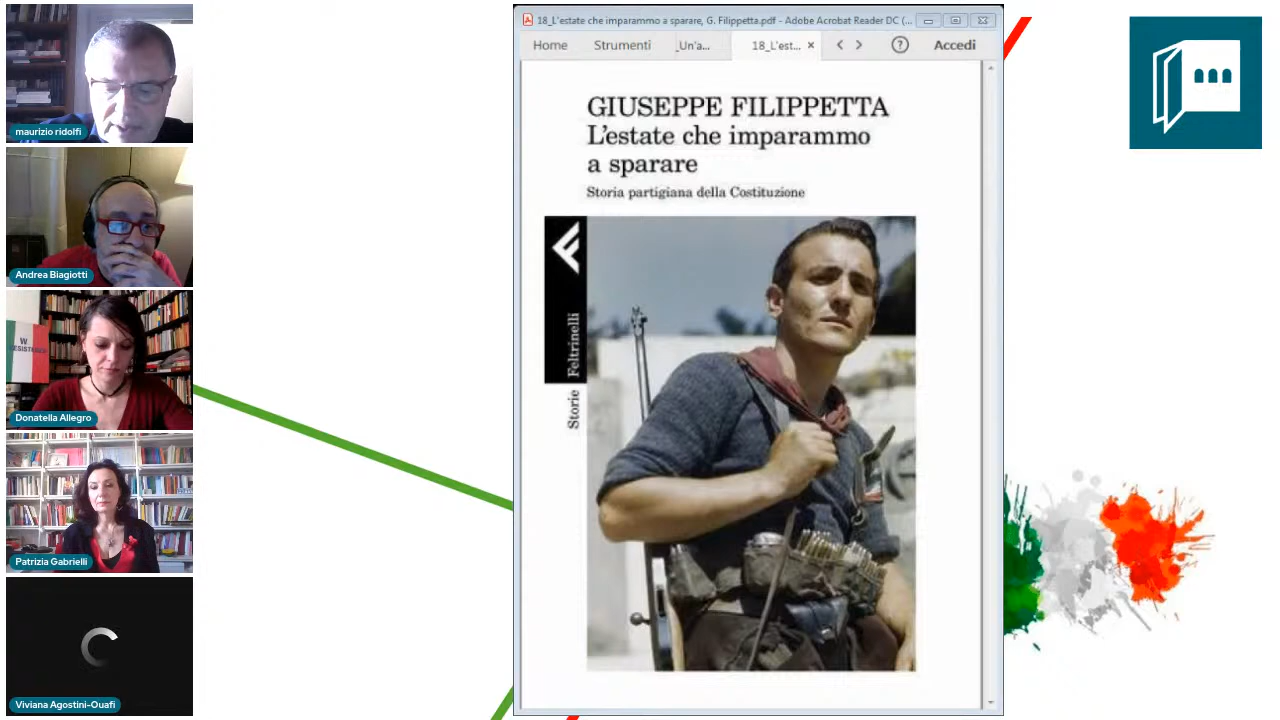 maurizio ridolfi
Andrea Biagiotti
W
RESISTENZA
Donatella Allegro
Patrizia Gabrielli
Viviana Agostini-Ouafi
18_L'estate che imparammo a sparare, G. Filippetta.pdf - Adobe Acrobat Reader DC (...
Home Strumenti _Un'a... 18_L'est... × < > ? Accedi
GIUSEPPE FILIPPETTA
L'estate che imparammo
a sparare
Storia partigiana della Costituzione
Feltrinelli
Storie